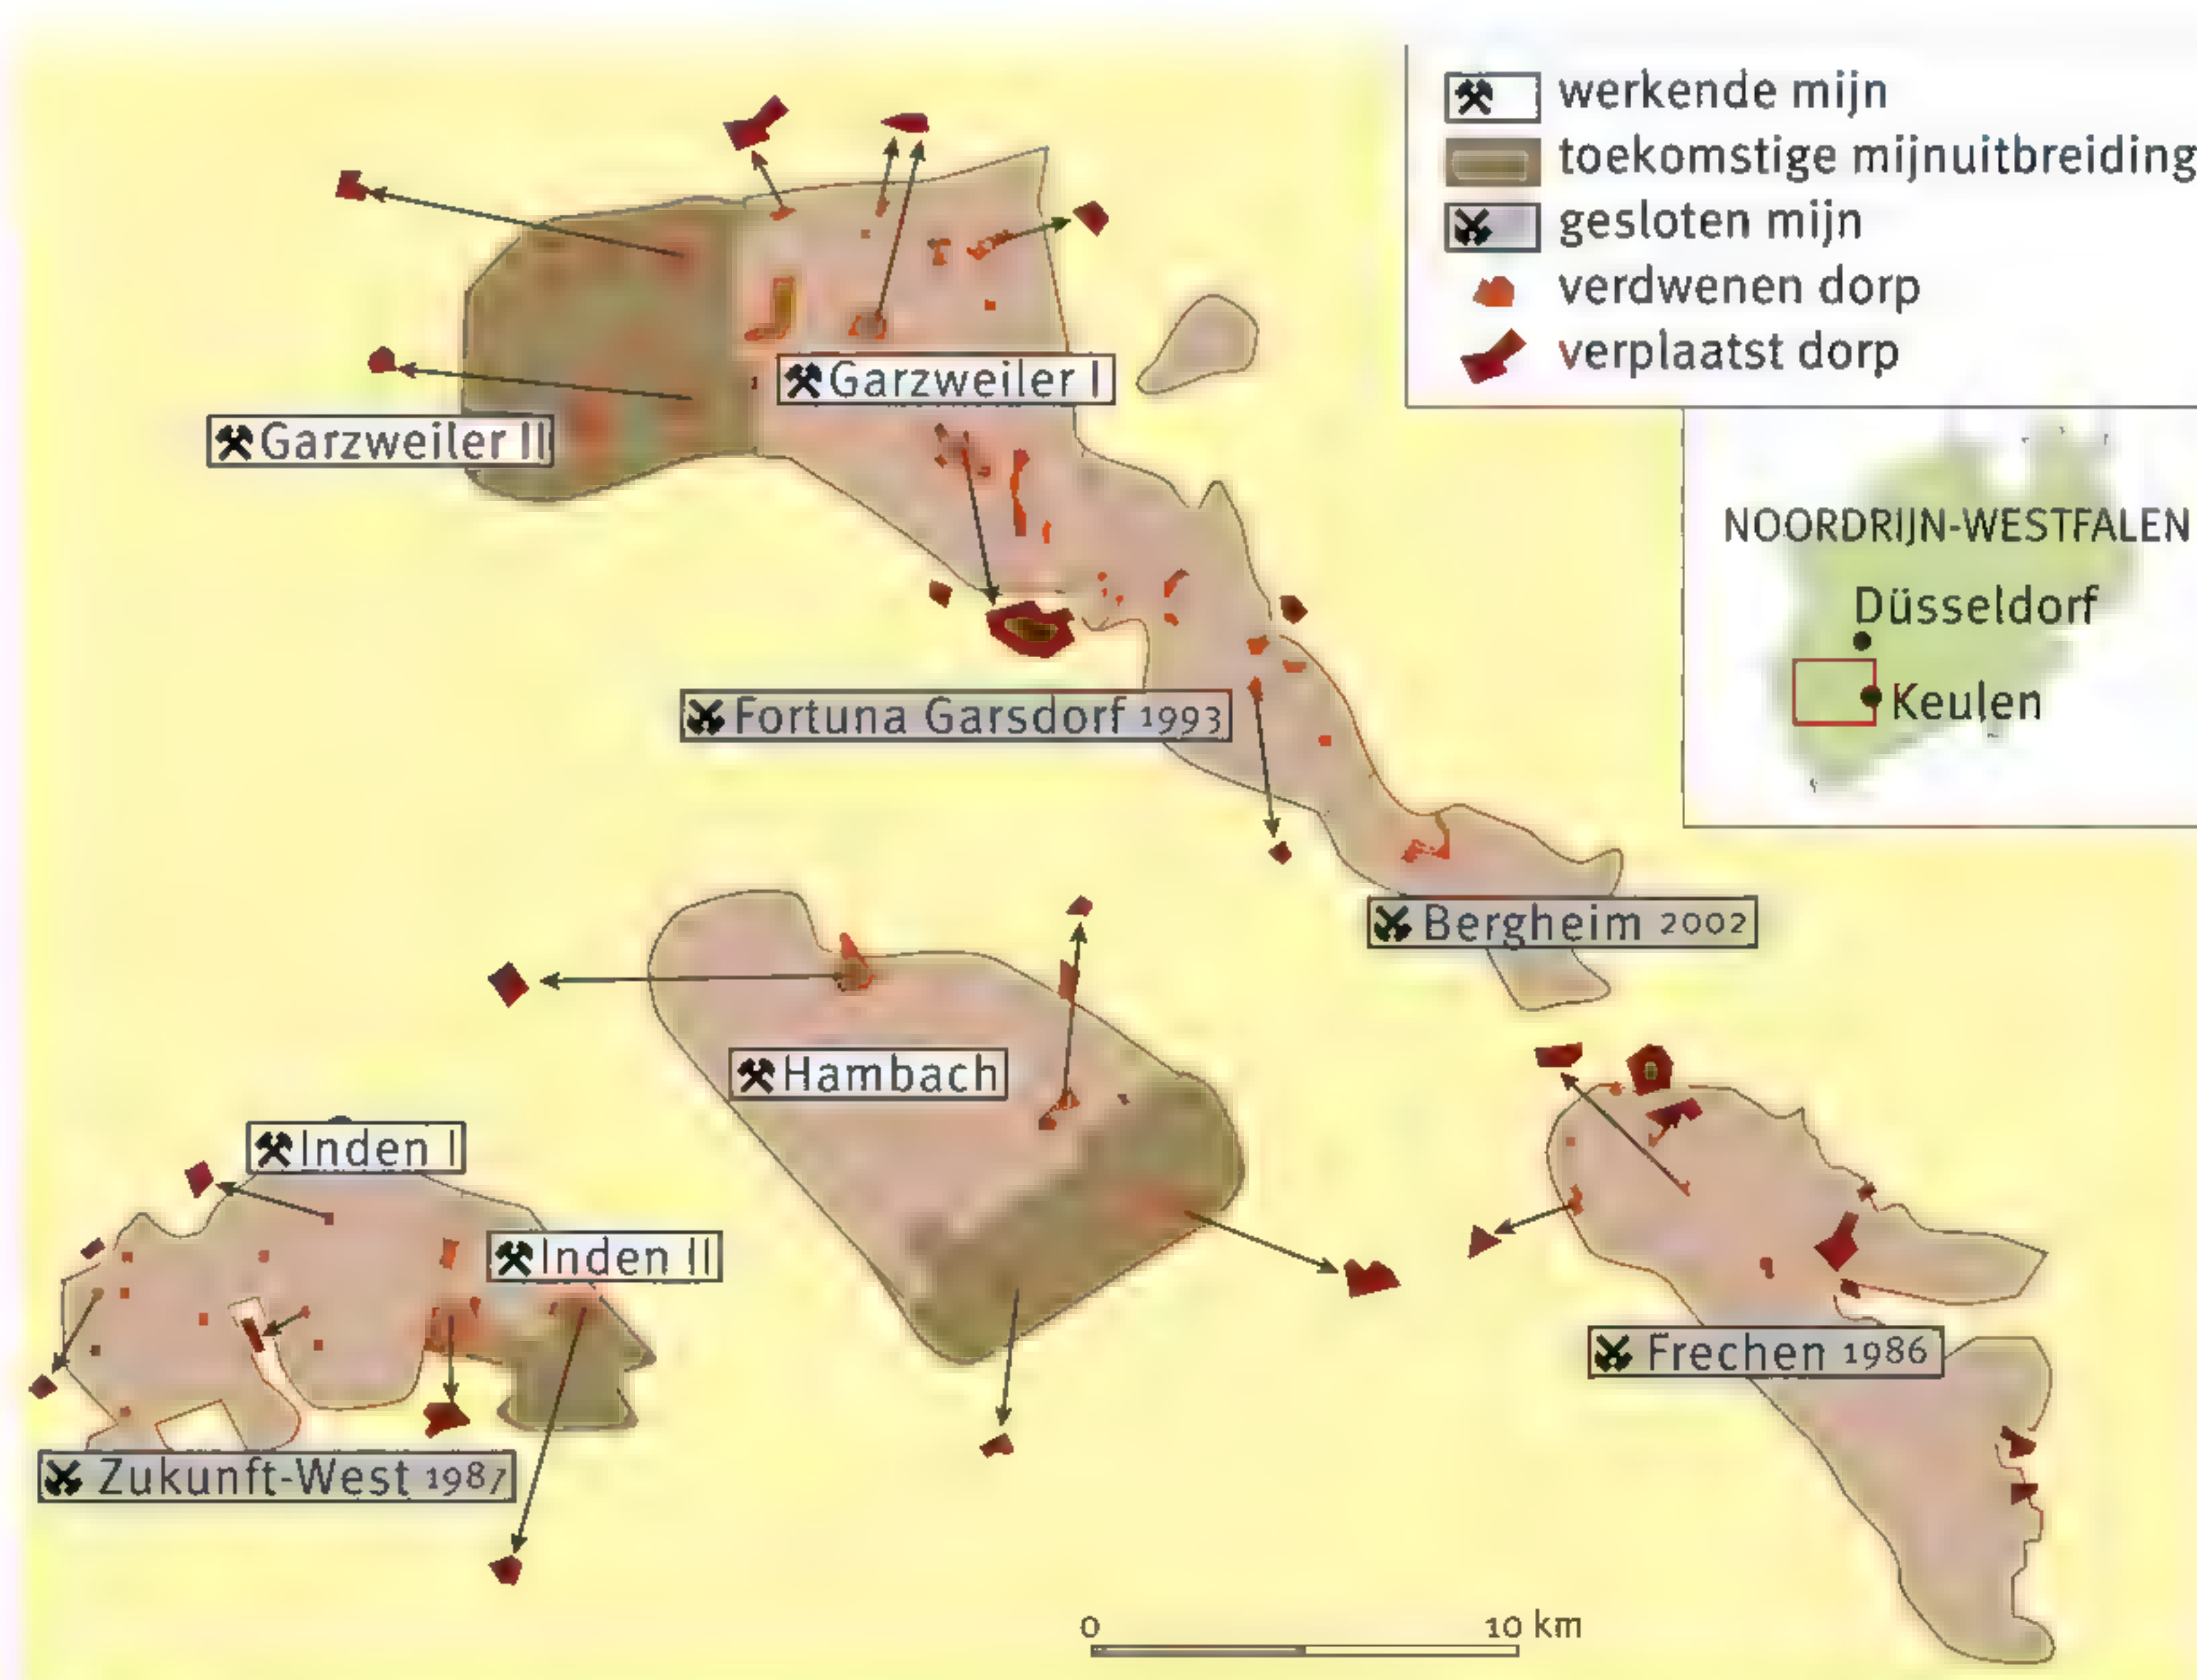 werkende mijn
toekomstige mijnuitbreiding
gesloten mijn
verdwenen dorp
verplaatst dorp
NOORDRIJN-WESTFALEN
Düsseldorf
Keulen
Garzweiler I
Garzweiler II
Fortuna Garsdorf 1993
Bergheim 2002
Hambach
Inden I
Inden II
Frechen 1986
Zukunft-West 1987
0 10 km